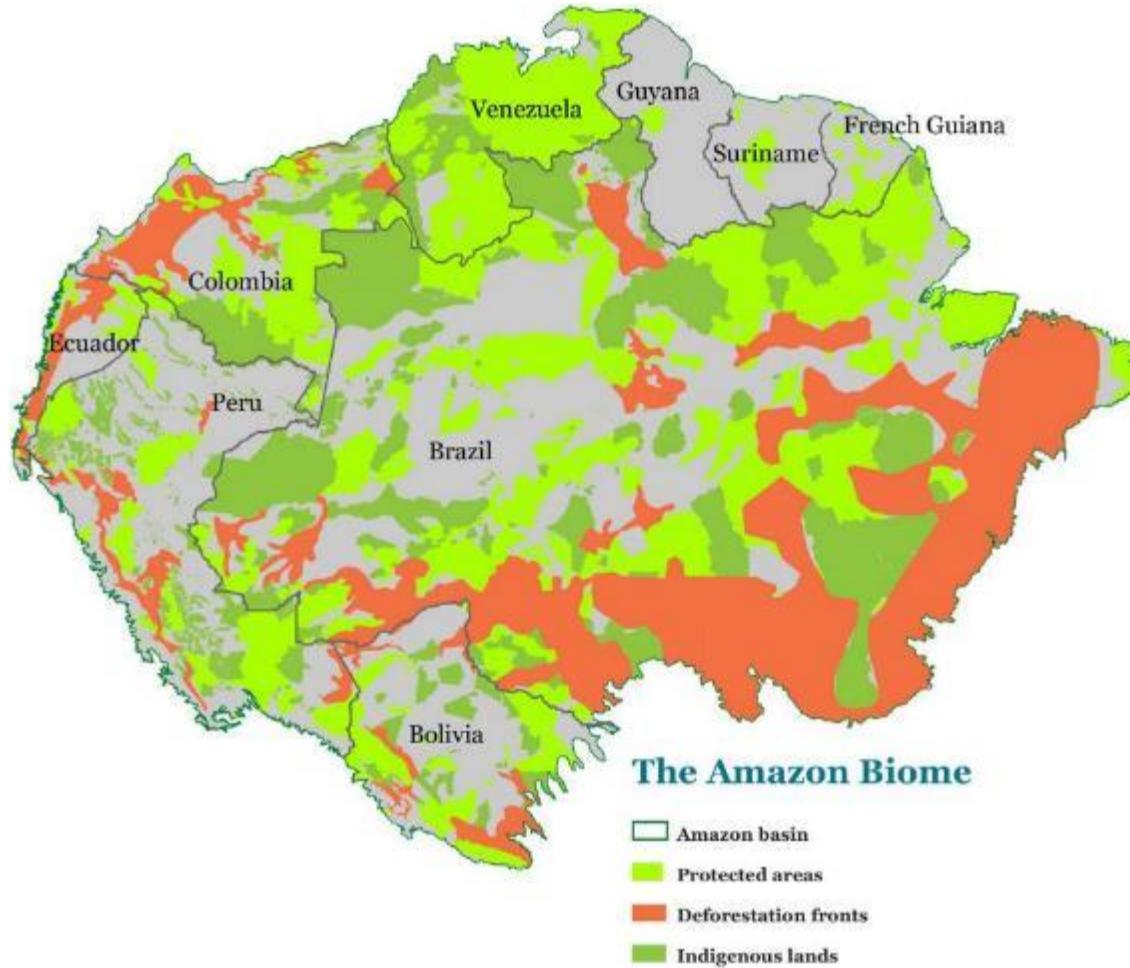 Venezuela
Guyana
French Guiana
Suriname
Colombia
Ecuador
Peru
Brazil
Bolivia
The Amazon Biome
Amazon basin
Protected areas
Deforestation fronts
Indigenous lands